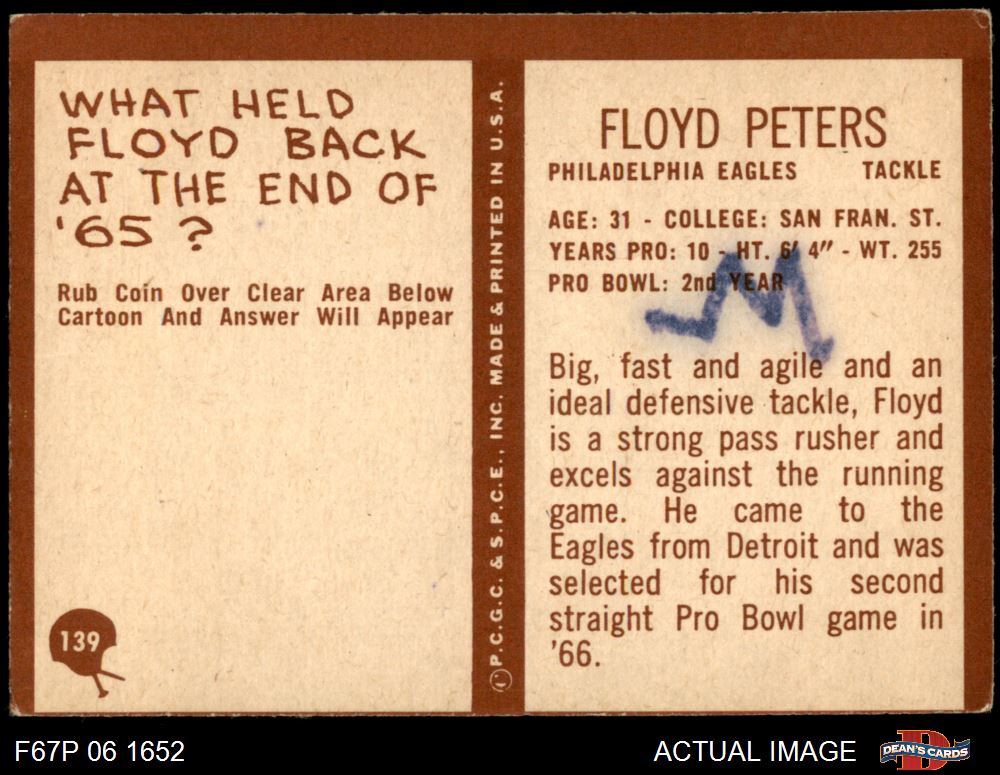 WHAT HELD
FLOYD BACK
AT THE END OF
'65 ?
Rub Coin Over Clear Area Below
Cartoon And Answer Will Appear
139
P.C.G.C. & S.P.C.E., INC. MADE & PRINTED IN U.S.A.
FLOYD PETERS
PHILADELPHIA EAGLES TACKLE
AGE: 31 - COLLEGE: SAN FRAN. ST.
YEARS PRO: 10 - HT. 6' 4" - WT. 255
PRO BOWL: 2nd YEAR
Big, fast and agile and an
ideal defensive tackle, Floyd
is a strong pass rusher and
excels against the running
game. He came to the
Eagles from Detroit and was
selected for his second
straight Pro Bowl game in
'66.
F67P 06 1652
ACTUAL IMAGE
DEAN'S CARDS